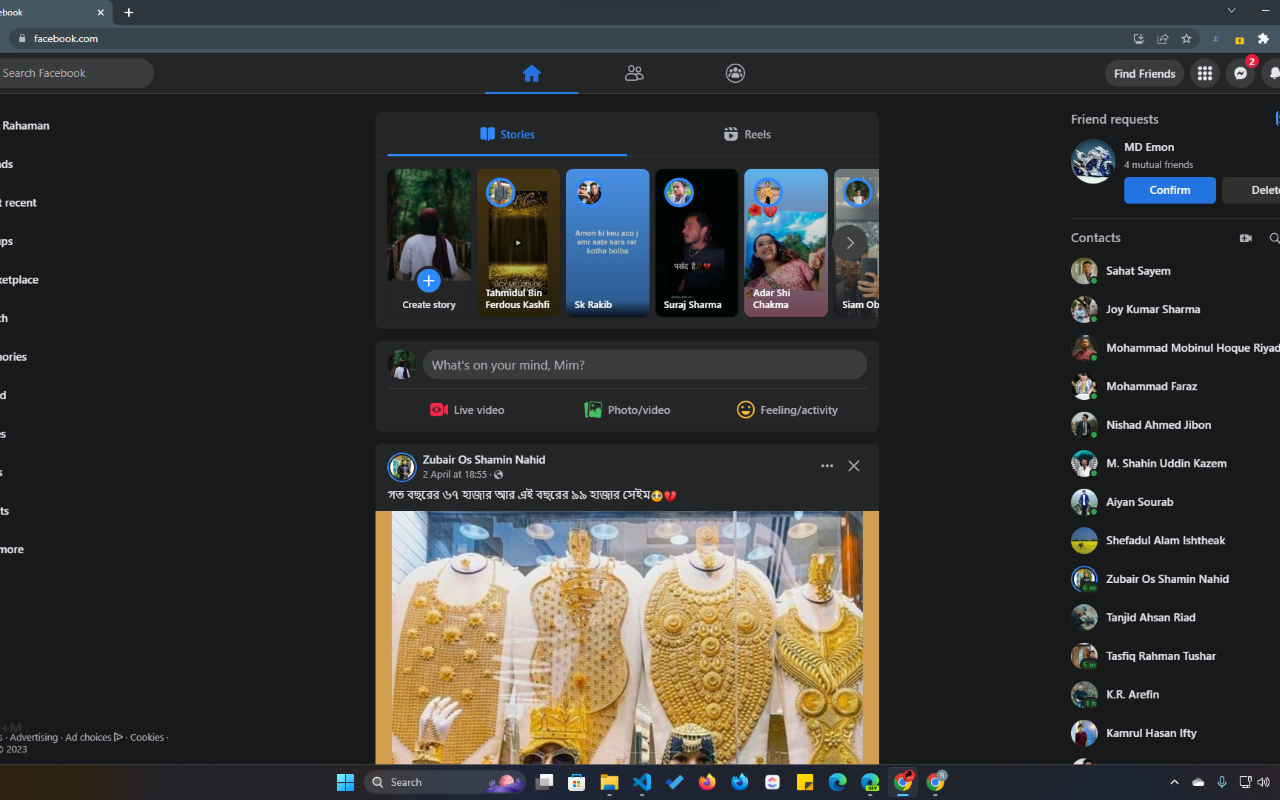 ebook
facebook.com
Search Facebook
Find Friends
2
Rahaman
nds
t recent
ups
ketplace
ch
nories
d
es
s
ts
more
s · Advertising · Ad choices · Cookies ·
© 2023
Stories
Reels
Amon ki keu aco j
amr sate sara rat
kotha bolba
Create story
Tahmidul Bin
Ferdous Kashfi
Sk Rakib
पसंद है
Suraj Sharma
Adar Shi
Chakma
Siam Ob
What's on your mind, Mim?
Live video
Photo/video
Feeling/activity
Zubair Os Shamin Nahid
2 April at 18:55 ·
গত বছরের ৬৭ হাজার আর এই বছরের ৯৯ হাজার সেইম🥹💔
Friend requests
MD Emon
4 mutual friends
Confirm
Delete
Contacts
Sahat Sayem
Joy Kumar Sharma
Mohammad Mobinul Hoque Riyad
Mohammad Faraz
Nishad Ahmed Jibon
M. Shahin Uddin Kazem
Aiyan Sourab
Shefadul Alam Ishtheak
Zubair Os Shamin Nahid
6 m
Tanjid Ahsan Riad
Tasfiq Rahman Tushar
5 m
K.R. Arefin
1 h
Kamrul Hasan Ifty
Search
DEV